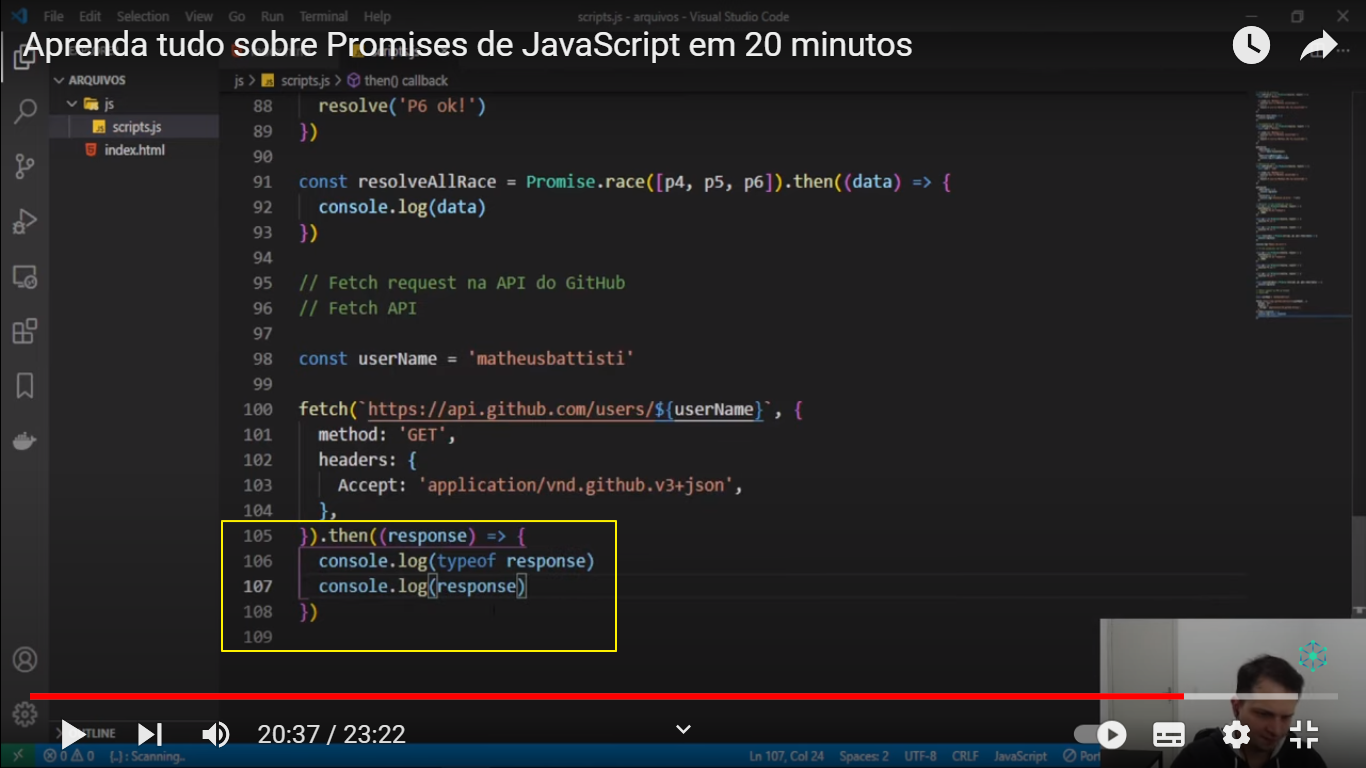 File Edit Selection View Go Run Terminal Help
scripts.js - arquivos - Visual Studio Code
Aprenda tudo sobre Promises de JavaScript em 20 minutos
ARQUIVOS
js
scripts.js
index.html
js > scripts.js > then() callback
88 resolve('P6 ok!')
89 })
90
91 const resolveAllRace = Promise.race([p4, p5, p6]).then((data) => {
92 console.log(data)
93 })
94
95 // Fetch request na API do GitHub
96 // Fetch API
97
98 const userName = 'matheusbattisti'
99
100 fetch(`https://api.github.com/users/${userName}`, {
101 method: 'GET',
102 headers: {
103 Accept: 'application/vnd.github.v3+json',
104 },
105 }).then((response) => {
106 console.log(typeof response)
107 console.log(response)
108 })
109
20:37 / 23:22
0 0 {..} : Scanning..
Ln 107, Col 24 Spaces: 2 UTF-8 CRLF JavaScript